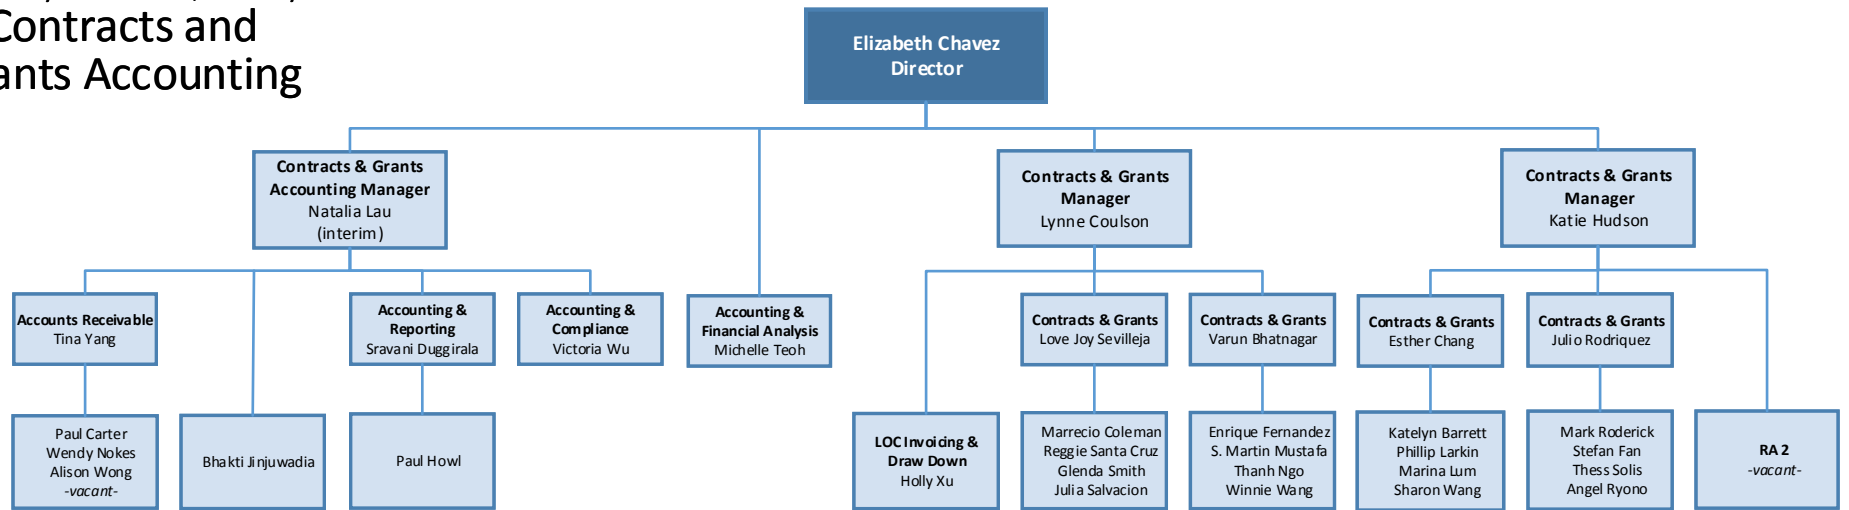 Contracts and
ants Accounting
Elizabeth Chavez
Director
Contracts & Grants
Accounting Manager
Natalia Lau
(interim)
Contracts & Grants
Manager
Lynne Coulson
Contracts & Grants
Manager
Katie Hudson
Accounts Receivable
Tina Yang
Accounting &
Reporting
Sravani Duggirala
Accounting &
Compliance
Victoria Wu
Accounting &
Financial Analysis
Michelle Teoh
Contracts & Grants
Love Joy Sevilleja
Contracts & Grants
Varun Bhatnagar
Contracts & Grants
Esther Chang
Contracts & Grants
Julio Rodriquez
Paul Carter
Wendy Nokes
Alison Wong
-vacant-
Bhakti Jinjuwadia
Paul Howl
LOC Invoicing &
Draw Down
Holly Xu
Marrecio Coleman
Reggie Santa Cruz
Glenda Smith
Julia Salvacion
Enrique Fernandez
S. Martin Mustafa
Thanh Ngo
Winnie Wang
Katelyn Barrett
Phillip Larkin
Marina Lum
Sharon Wang
Mark Roderick
Stefan Fan
Thess Solis
Angel Ryono
RA 2
-vacant-